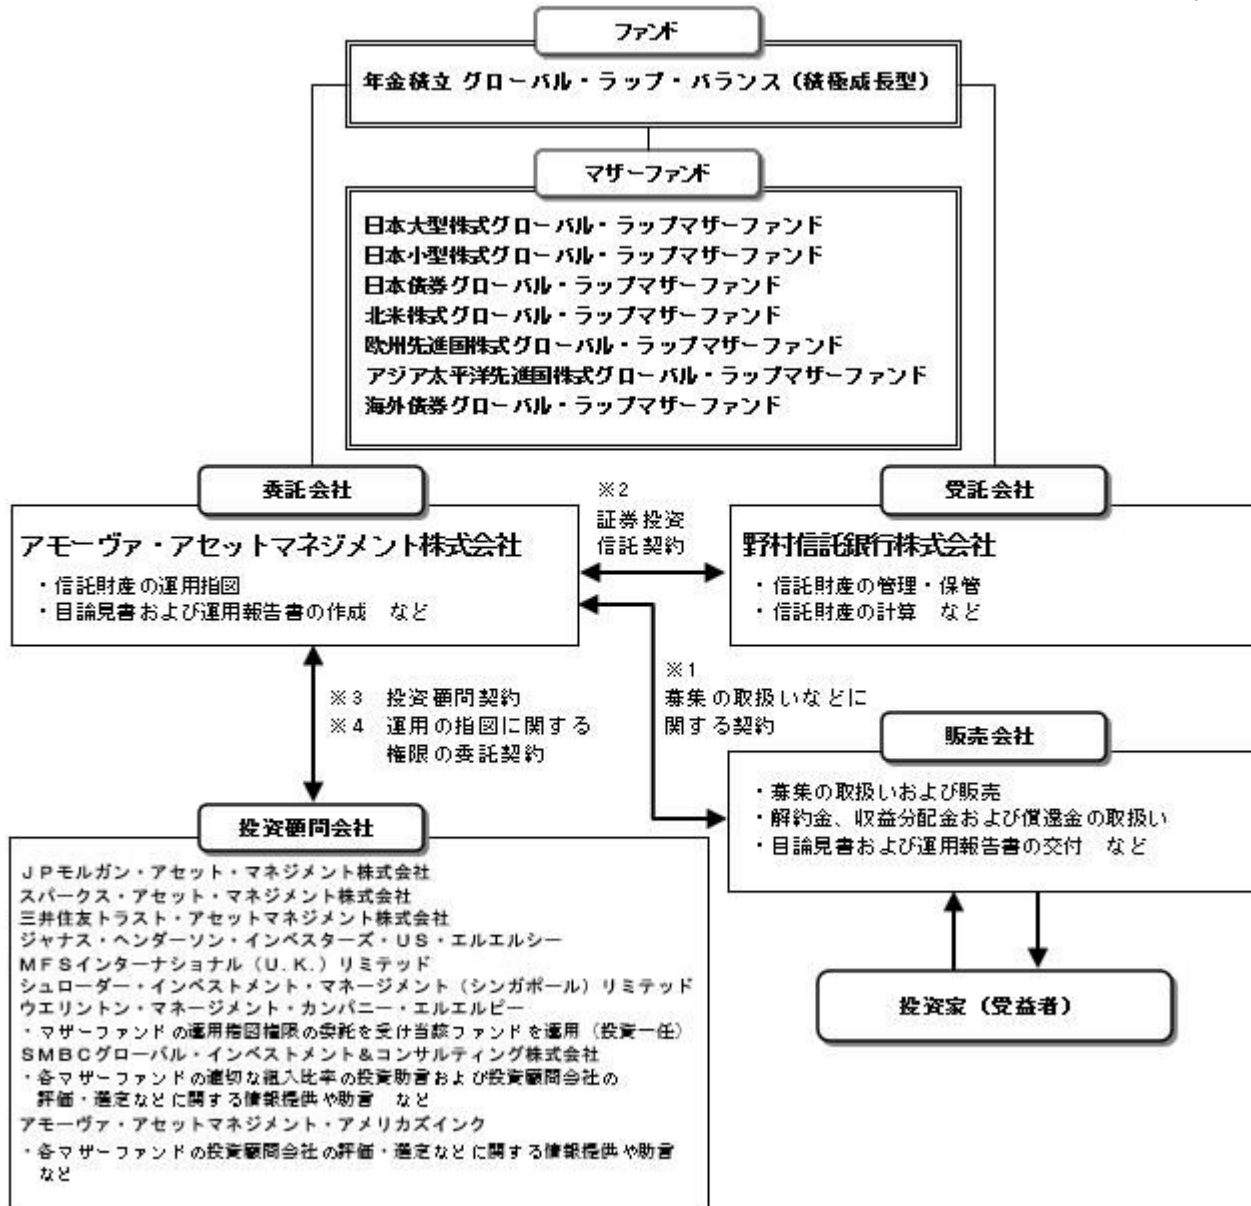 ファンド
年金積立 グローバル・ラップ・バランス（積極成長型）
マザーファンド
日本大型株式グローバル・ラップマザーファンド
日本小型株式グローバル・ラップマザーファンド
日本債券グローバル・ラップマザーファンド
北米株式グローバル・ラップマザーファンド
欧州先進国株式グローバル・ラップマザーファンド
アジア太平洋先進国株式グローバル・ラップマザーファンド
海外債券グローバル・ラップマザーファンド
委託会社
アモーヴァ・アセットマネジメント株式会社
・信託財産の運用指図
・目論見書および運用報告書の作成　など
※2
証券投資
信託契約
受託会社
野村信託銀行株式会社
・信託財産の管理・保管
・信託財産の計算　など
※3　投資顧問契約
※4　運用の指図に関する
権限の委託契約
※1
募集の取扱いなどに
関する契約
販売会社
・募集の取扱いおよび販売
・解約金、収益分配金および償還金の取扱い
・目論見書および運用報告書の交付　など
投資顧問会社
ＪＰモルガン・アセット・マネジメント株式会社
スパークス・アセット・マネジメント株式会社
三井住友トラスト・アセットマネジメント株式会社
ジャナス・ヘンダーソン・インベスターズ・ＵＳ・エルエルシー
ＭＦＳインターナショナル（Ｕ.Ｋ.）リミテッド
シュローダー・インベストメント・マネージメント（シンガポール）リミテッド
ウエリントン・マネージメント・カンパニー・エルエルピー
・マザーファンドの運用指図権限の委託を受け当該ファンドを運用（投資一任）
ＳＭＢＣグローバル・インベストメント＆コンサルティング株式会社
・各マザーファンドの適切な組入比率の投資助言および投資顧問会社の
評価・選定などに関する情報提供や助言　など
アモーヴァ・アセットマネジメント・アメリカズインク
・各マザーファンドの投資顧問会社の評価・選定などに関する情報提供や助言
など
投資家（受益者）